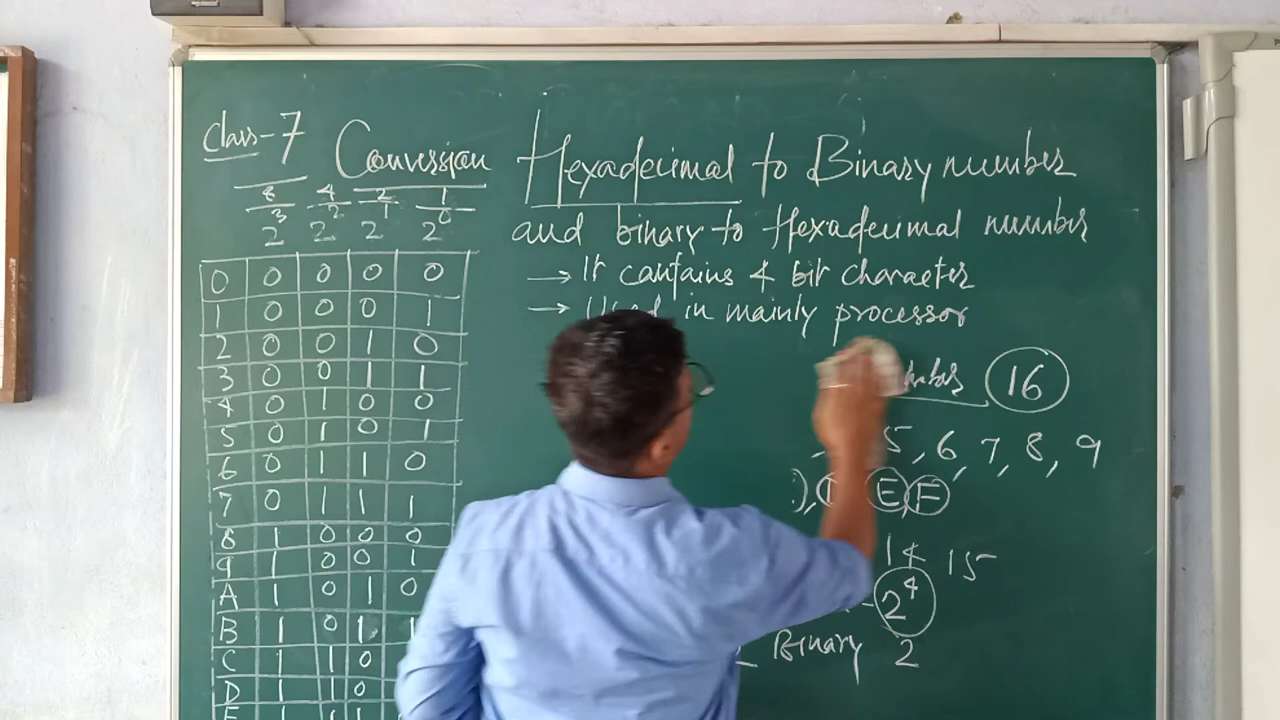 Class-7 Conversion Hexadecimal to Binary number
and binary to Hexadecimal number
→ It contains 4 bit character
→ Used in mainly processor
16
5, 6, 7, 8, 9
E F
14 15
2⁴
Binary 2
8 4 2 1
2³ 2² 2¹ 2⁰
0 0 0 0 0
1 0 0 0 1
2 0 0 1 0
3 0 0 1 1
4 0 1 0 0
5 0 1 0 1
6 0 1 1 0
7 0 1 1 1
8 1 0 0 0
9 1 0 0 1
A 1 0 1 0
B 1 0 1 1
C 1 1 0
D 1 1 0